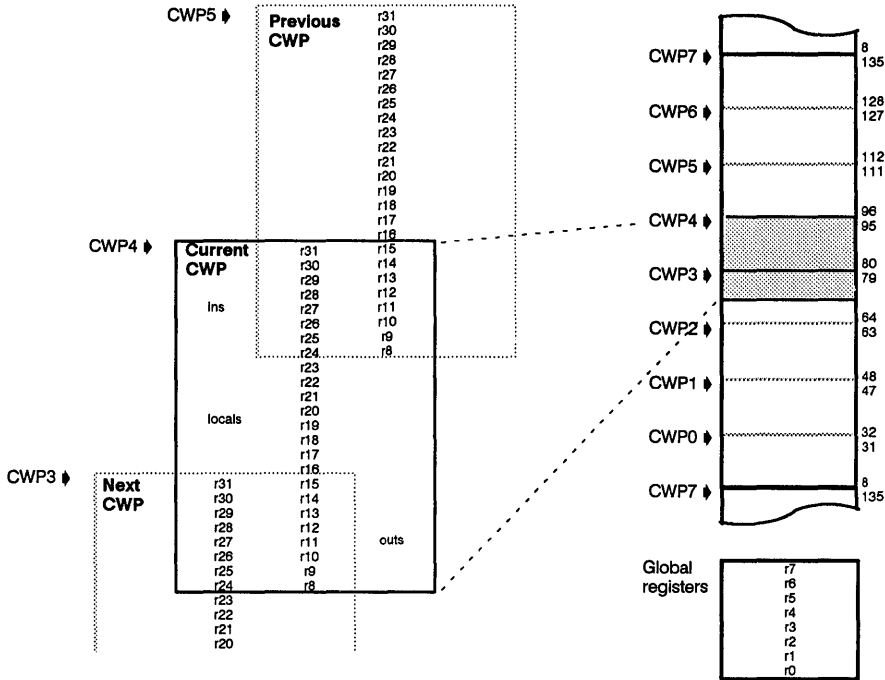 CWP5
Previous
CWP
r31
r30
r29
r28
r27
r26
r25
r24
r23
r22
r21
r20
r19
r18
r17
r16
r15
r14
r13
r12
r11
r10
r9
r8
CWP4
Current
CWP
ins
locals
outs
r31
r30
r29
r28
r27
r26
r25
r24
r23
r22
r21
r20
r19
r18
r17
r16
r15
r14
r13
r12
r11
r10
r9
r8
CWP3
Next
CWP
r31
r30
r29
r28
r27
r26
r25
r24
r23
r22
r21
r20
CWP7
8
135
CWP6
128
127
CWP5
112
111
CWP4
96
95
CWP3
80
79
CWP2
64
63
CWP1
48
47
CWP0
32
31
CWP7
8
135
Global
registers
r7
r6
r5
r4
r3
r2
r1
r0